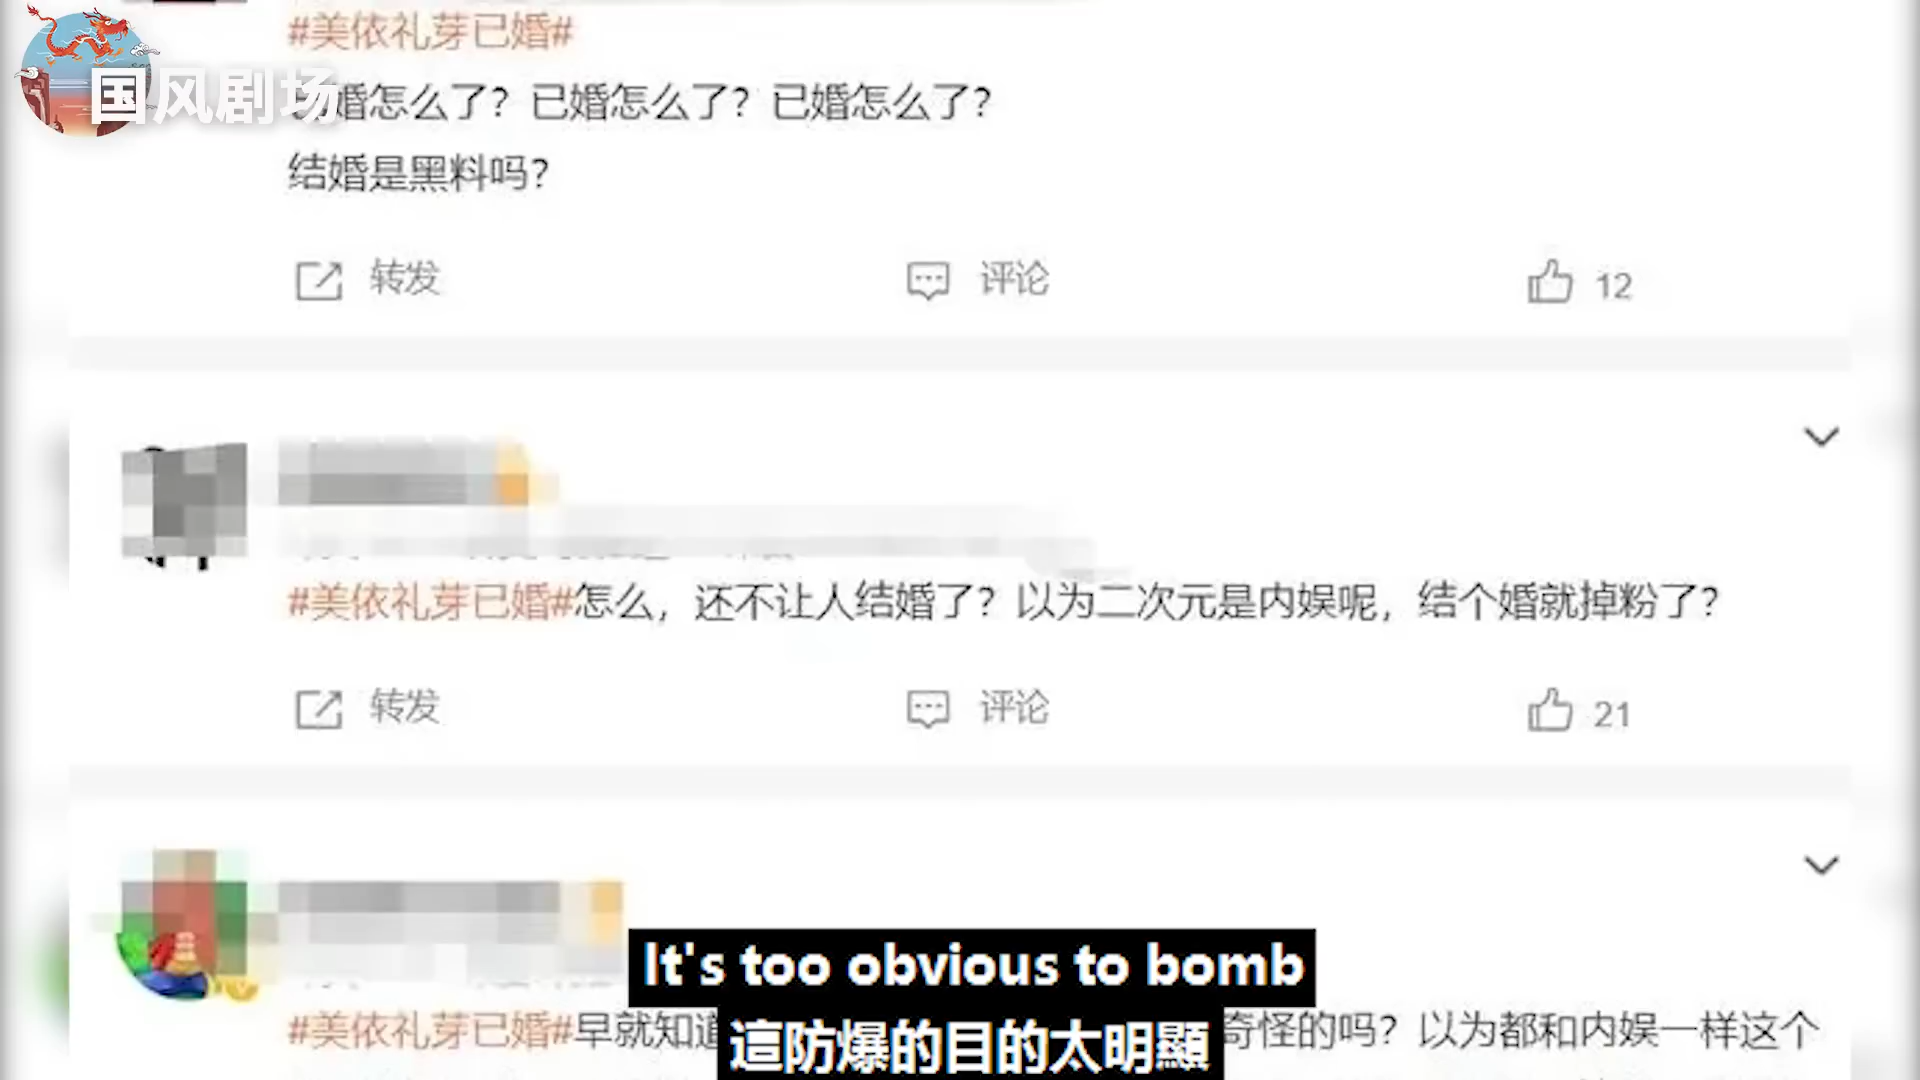 #美依礼芽已婚#
国风剧场
婚怎么了？已婚怎么了？已婚怎么了？
结婚是黑料吗？
转发 评论 12
#美依礼芽已婚#怎么，还不让人结婚了？以为二次元是内娱呢，结个婚就掉粉了？
转发 评论 21
#美依礼芽已婚#早就知道 奇怪的吗？以为都和内娱一样这个
It's too obvious to bomb
這防爆的目的太明顯